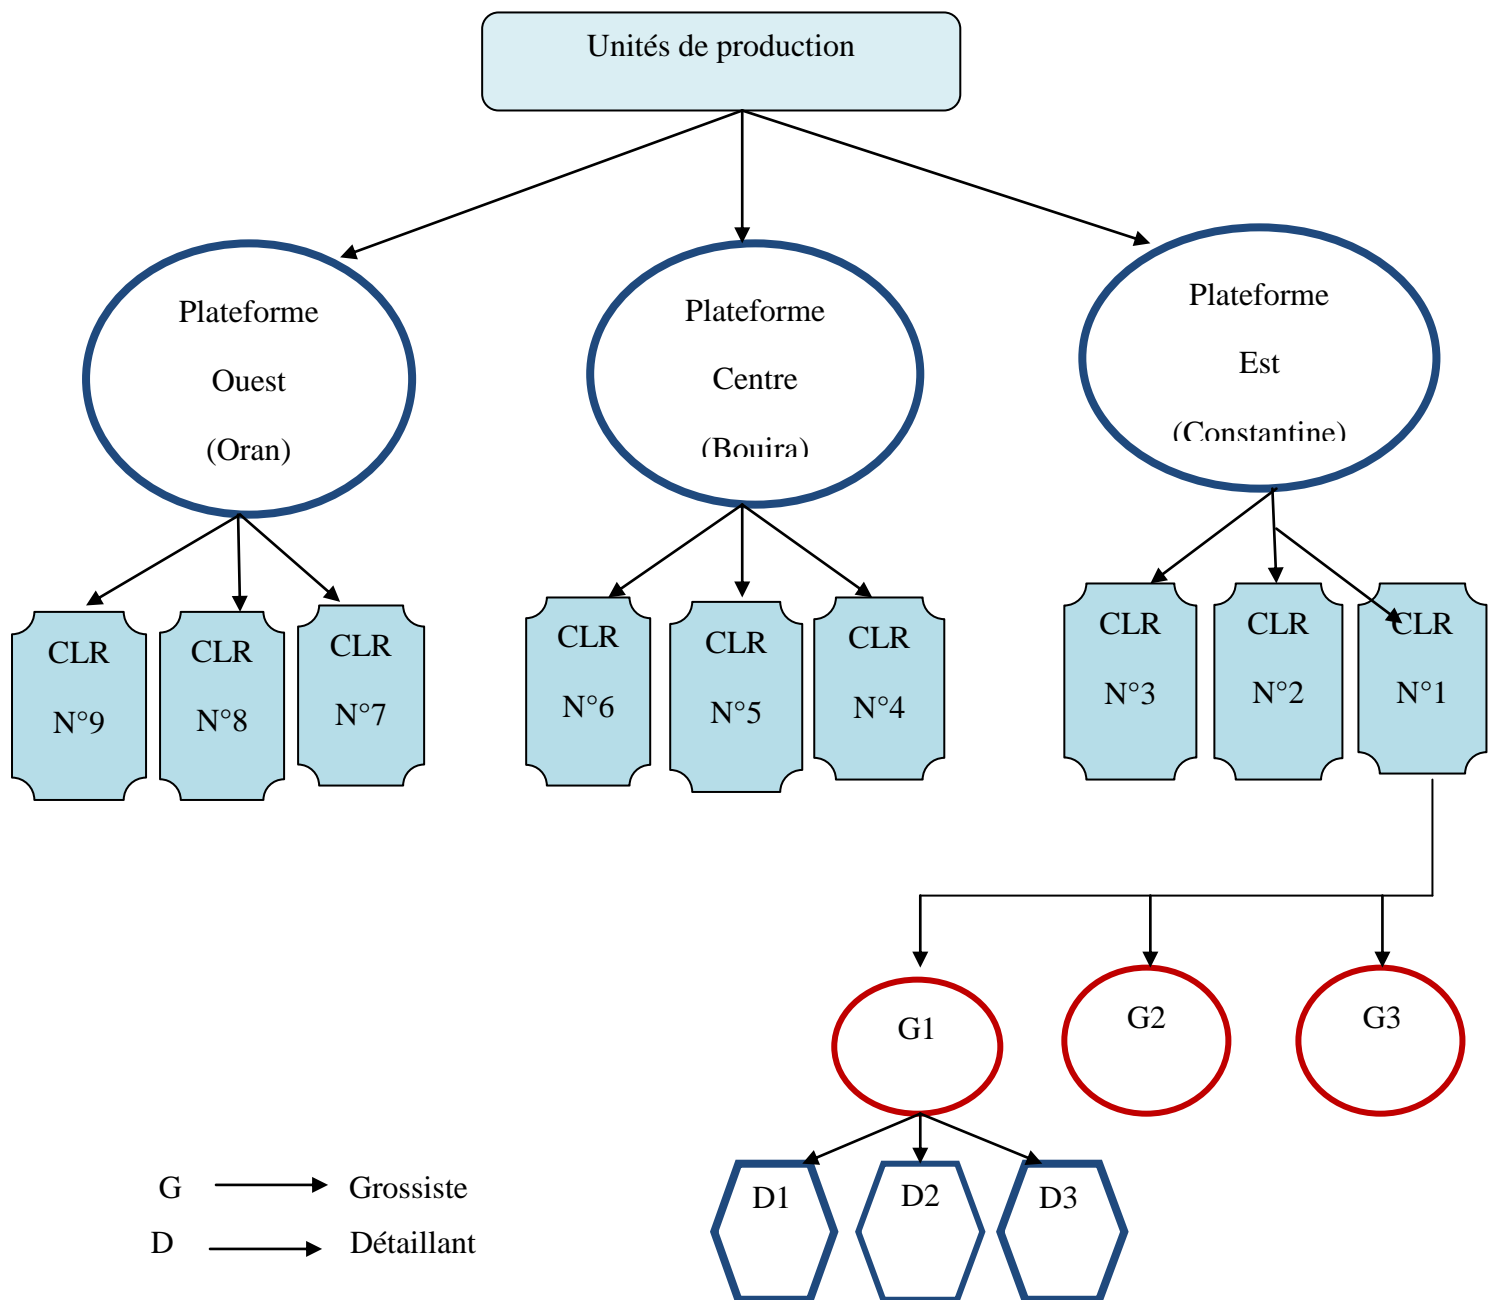 Unités de production
Plateforme
Ouest
(Oran)
Plateforme
Centre
(Bouira)
Plateforme
Est
(Constantine)
CLR
N°9
CLR
N°8
CLR
N°7
CLR
N°6
CLR
N°5
CLR
N°4
CLR
N°3
CLR
N°2
CLR
N°1
G1
G2
G3
D1
D2
D3
G Grossiste
D Détaillant